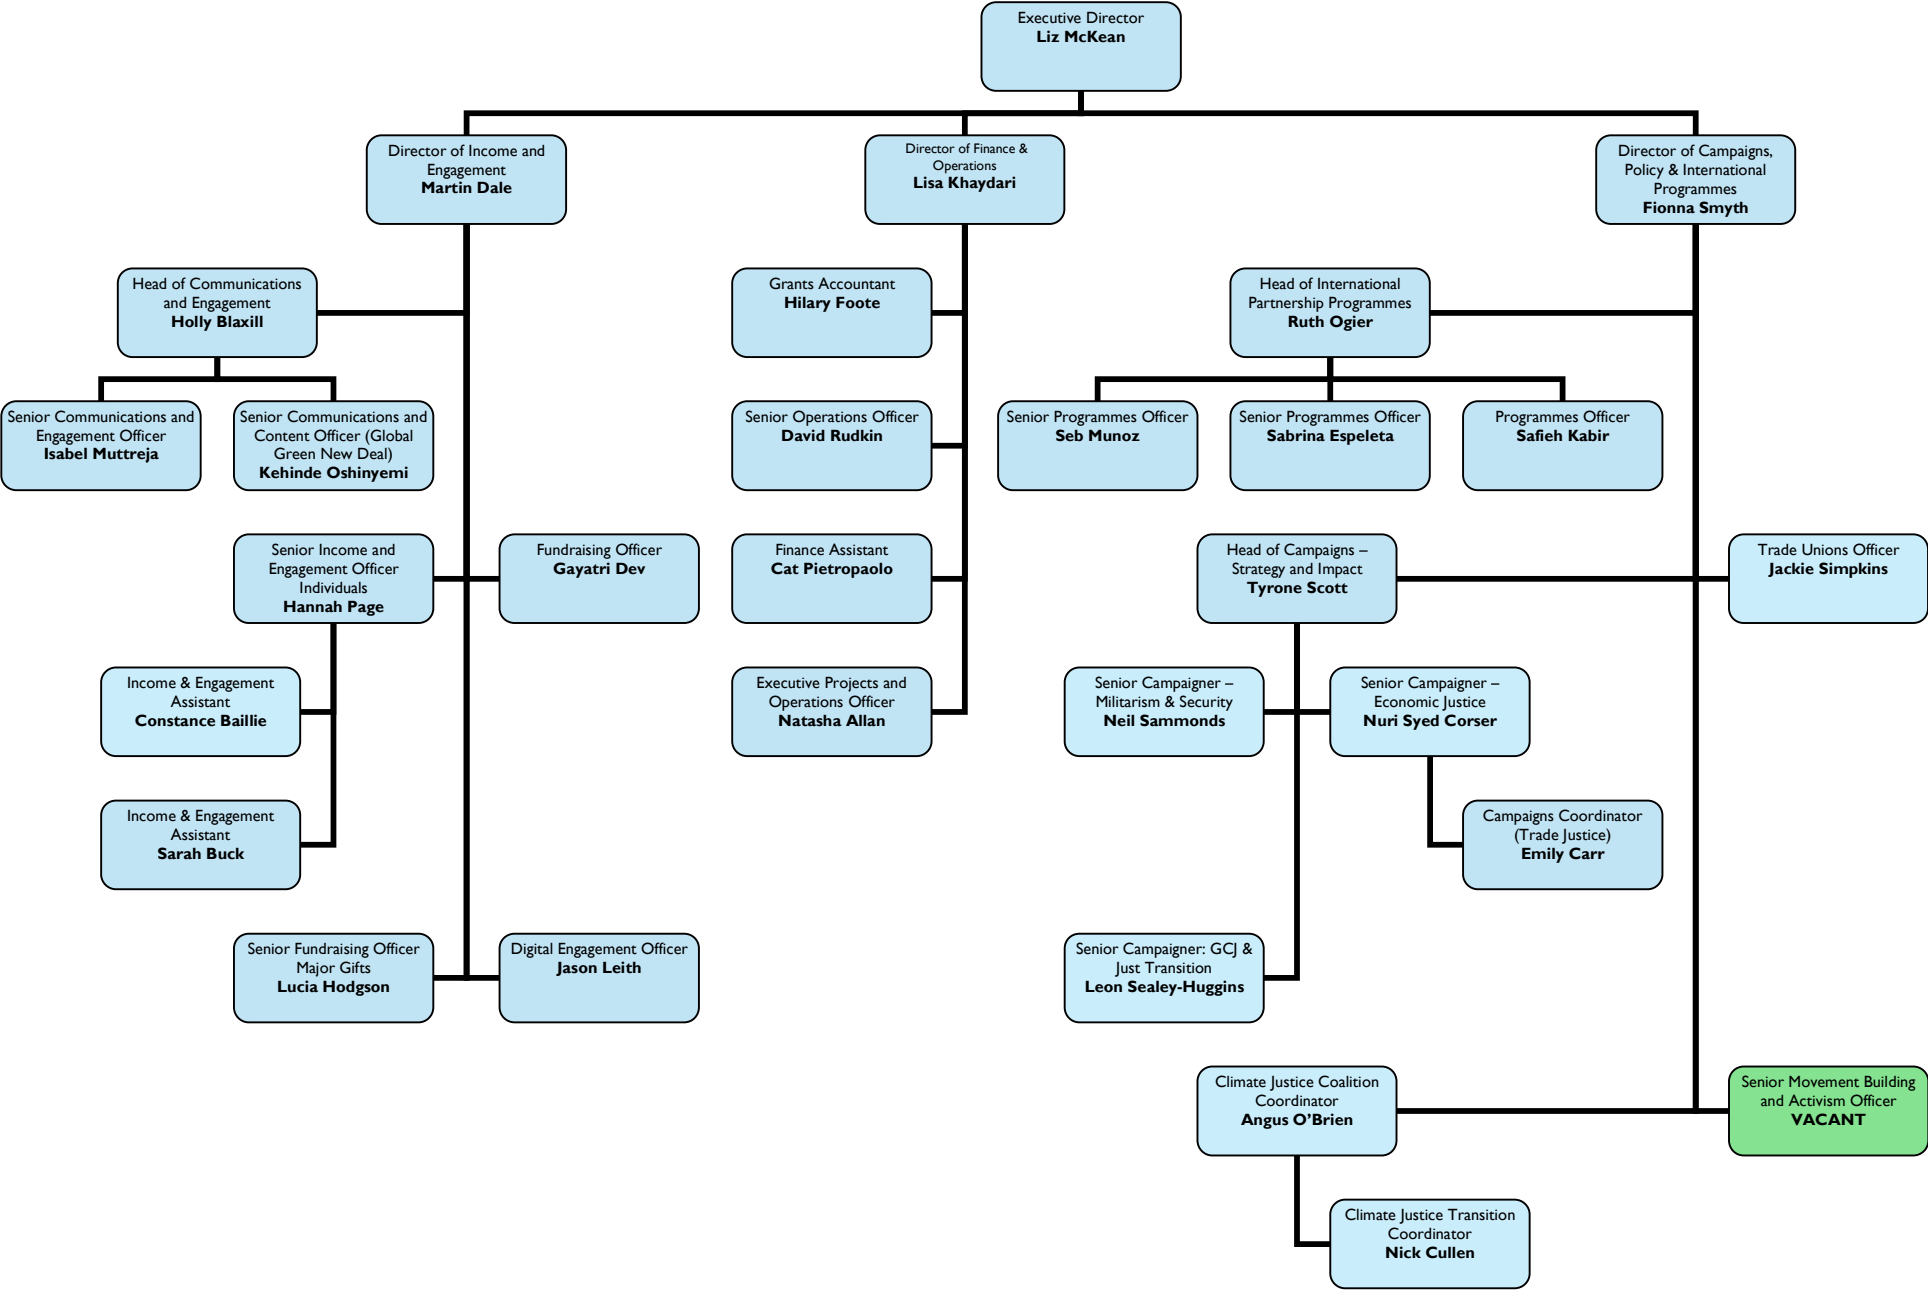 Executive Director
Liz McKean
Director of Income and
Engagement
Martin Dale
Director of Finance &
Operations
Lisa Khaydari
Director of Campaigns,
Policy & International
Programmes
Fionna Smyth
Head of Communications
and Engagement
Holly Blaxill
Grants Accountant
Hilary Foote
Head of International
Partnership Programmes
Ruth Ogier
Senior Communications and
Engagement Officer
Isabel Muttreja
Senior Communications and
Content Officer (Global
Green New Deal)
Kehinde Oshinyemi
Senior Operations Officer
David Rudkin
Senior Programmes Officer
Seb Munoz
Senior Programmes Officer
Sabrina Espeleta
Programmes Officer
Safieh Kabir
Senior Income and
Engagement Officer
Individuals
Hannah Page
Fundraising Officer
Gayatri Dev
Finance Assistant
Cat Pietropaolo
Head of Campaigns –
Strategy and Impact
Tyrone Scott
Trade Unions Officer
Jackie Simpkins
Income & Engagement
Assistant
Constance Baillie
Executive Projects and
Operations Officer
Natasha Allan
Senior Campaigner –
Militarism & Security
Neil Sammonds
Senior Campaigner –
Economic Justice
Nuri Syed Corser
Income & Engagement
Assistant
Sarah Buck
Campaigns Coordinator
(Trade Justice)
Emily Carr
Senior Fundraising Officer
Major Gifts
Lucia Hodgson
Digital Engagement Officer
Jason Leith
Senior Campaigner: GCJ &
Just Transition
Leon Sealey-Huggins
Climate Justice Coalition
Coordinator
Angus O’Brien
Senior Movement Building
and Activism Officer
VACANT
Climate Justice Transition
Coordinator
Nick Cullen